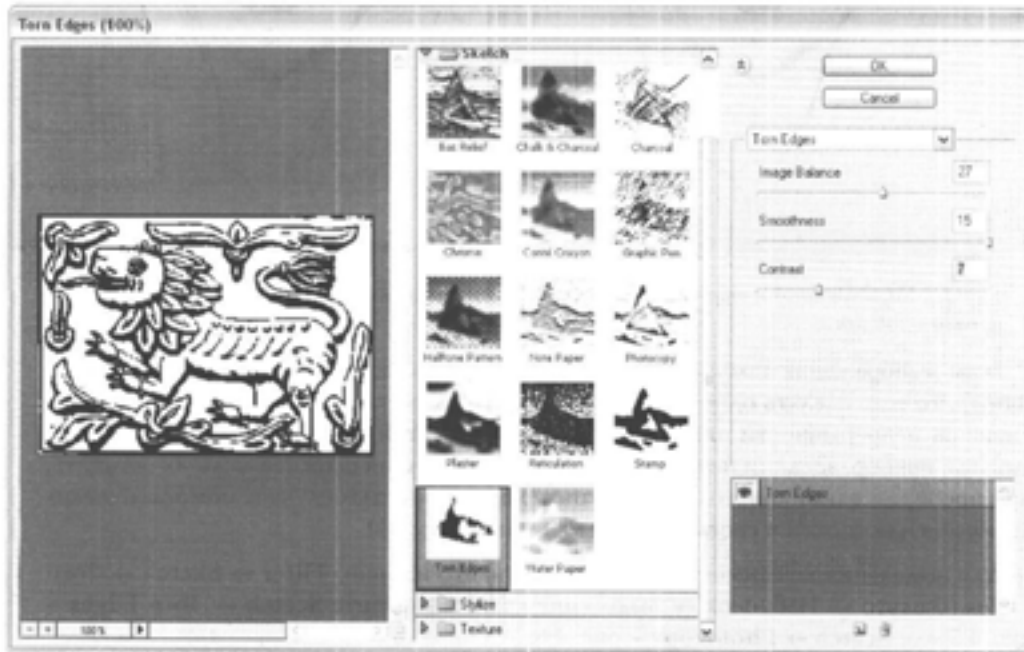 Torn Edges (100%)
Sketch
Bas Relief
Chalk & Charcoal
Charcoal
Chrome
Conté Crayon
Graphic Pen
Halftone Pattern
Note Paper
Photocopy
Plaster
Reticulation
Stamp
Torn Edges
Water Paper
Stylize
Texture
100%
OK
Cancel
Torn Edges
Image Balance 27
Smoothness 15
Contrast 7
Torn Edges